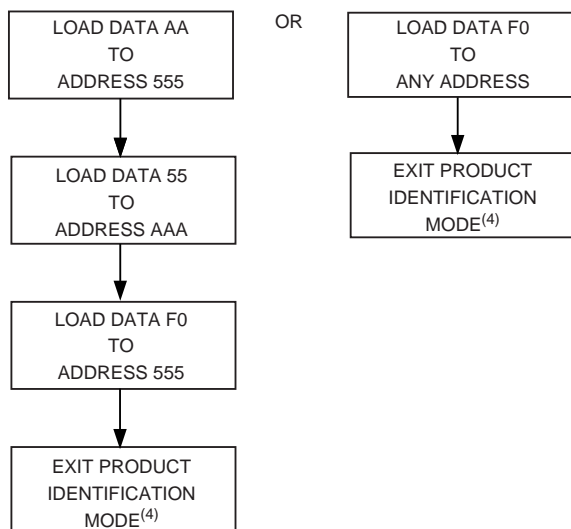 LOAD DATA AA
TO
ADDRESS 555
LOAD DATA 55
TO
ADDRESS AAA
LOAD DATA F0
TO
ADDRESS 555
EXIT PRODUCT
IDENTIFICATION
MODE(4)
OR
LOAD DATA F0
TO
ANY ADDRESS
EXIT PRODUCT
IDENTIFICATION
MODE(4)